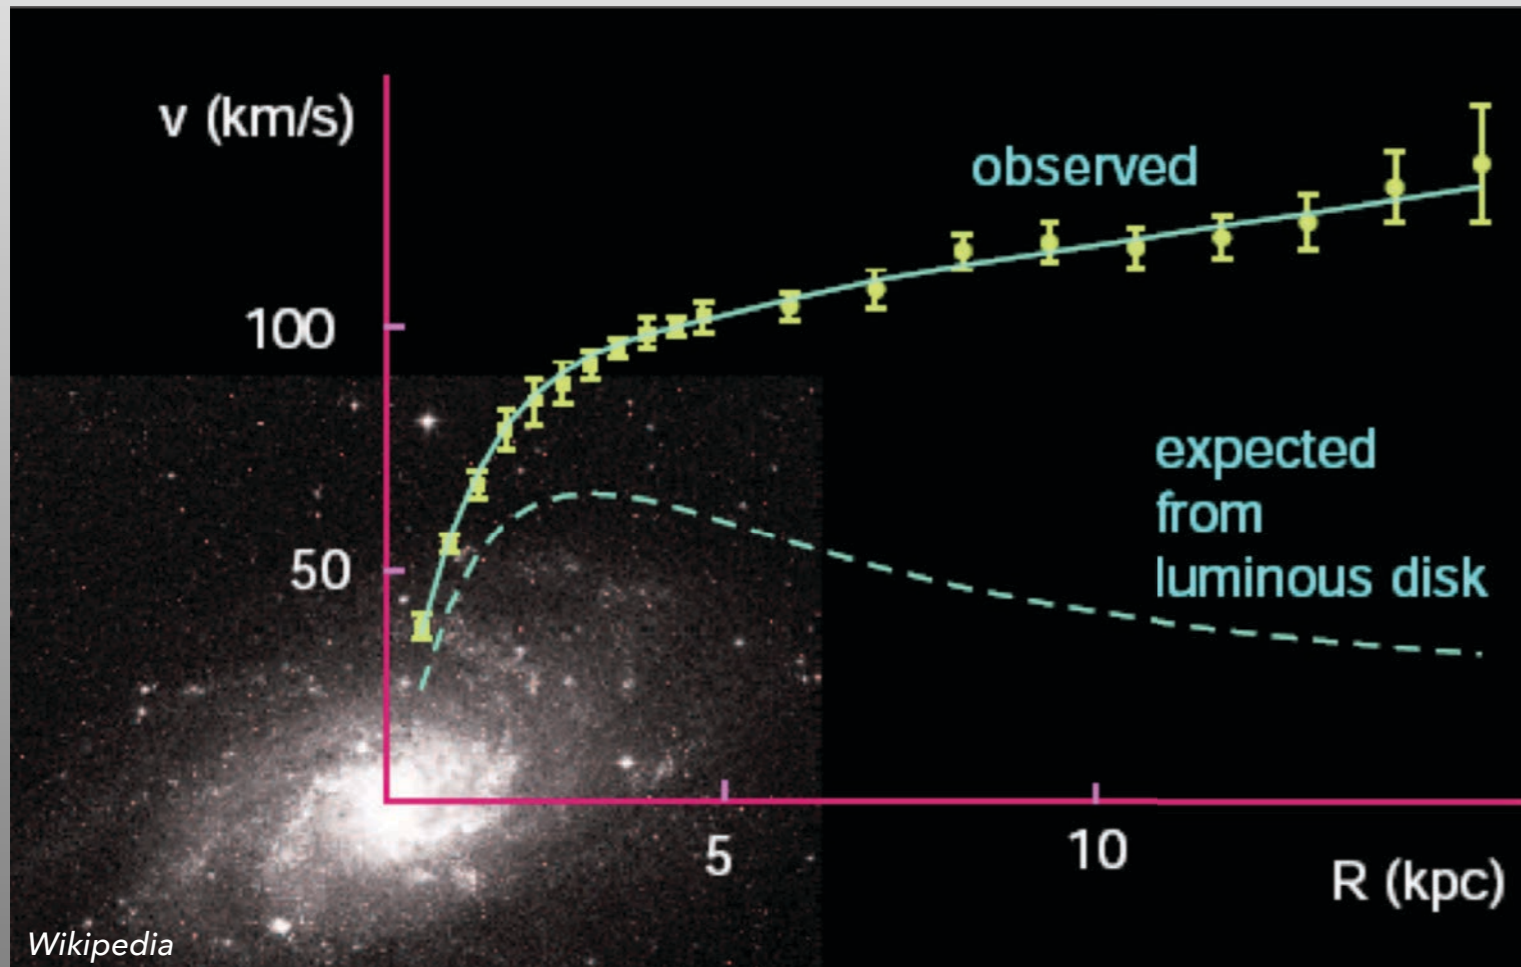 v (km/s)
observed
100
expected
from
50
luminous disk
5
10
R (kpc)
Wikipedia